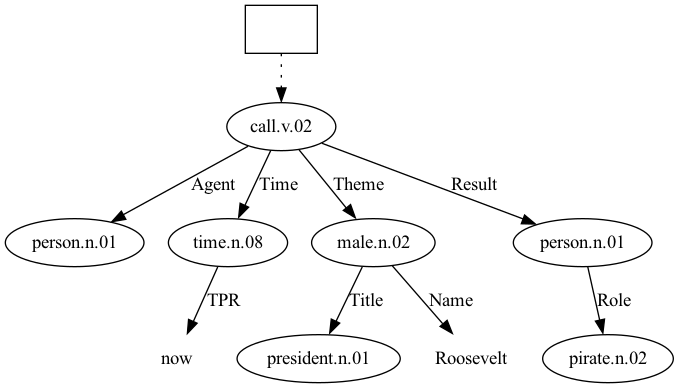 call.v.02
Agent Time Theme Result
person.n.01 time.n.08 male.n.02 person.n.01
TPR Title Name Role
now president.n.01 Roosevelt pirate.n.02